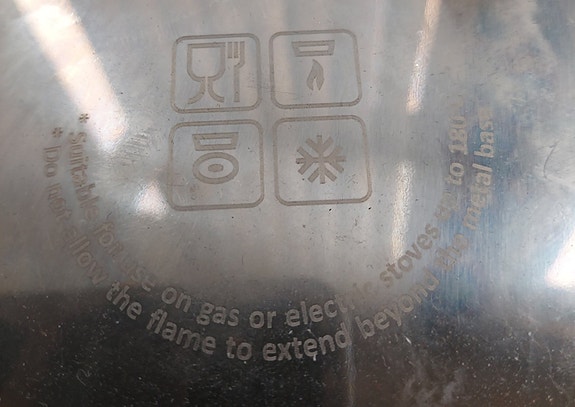 * Suitable for use on gas or electric stoves up to 180
* Do not allow the flame to extend beyond the metal base